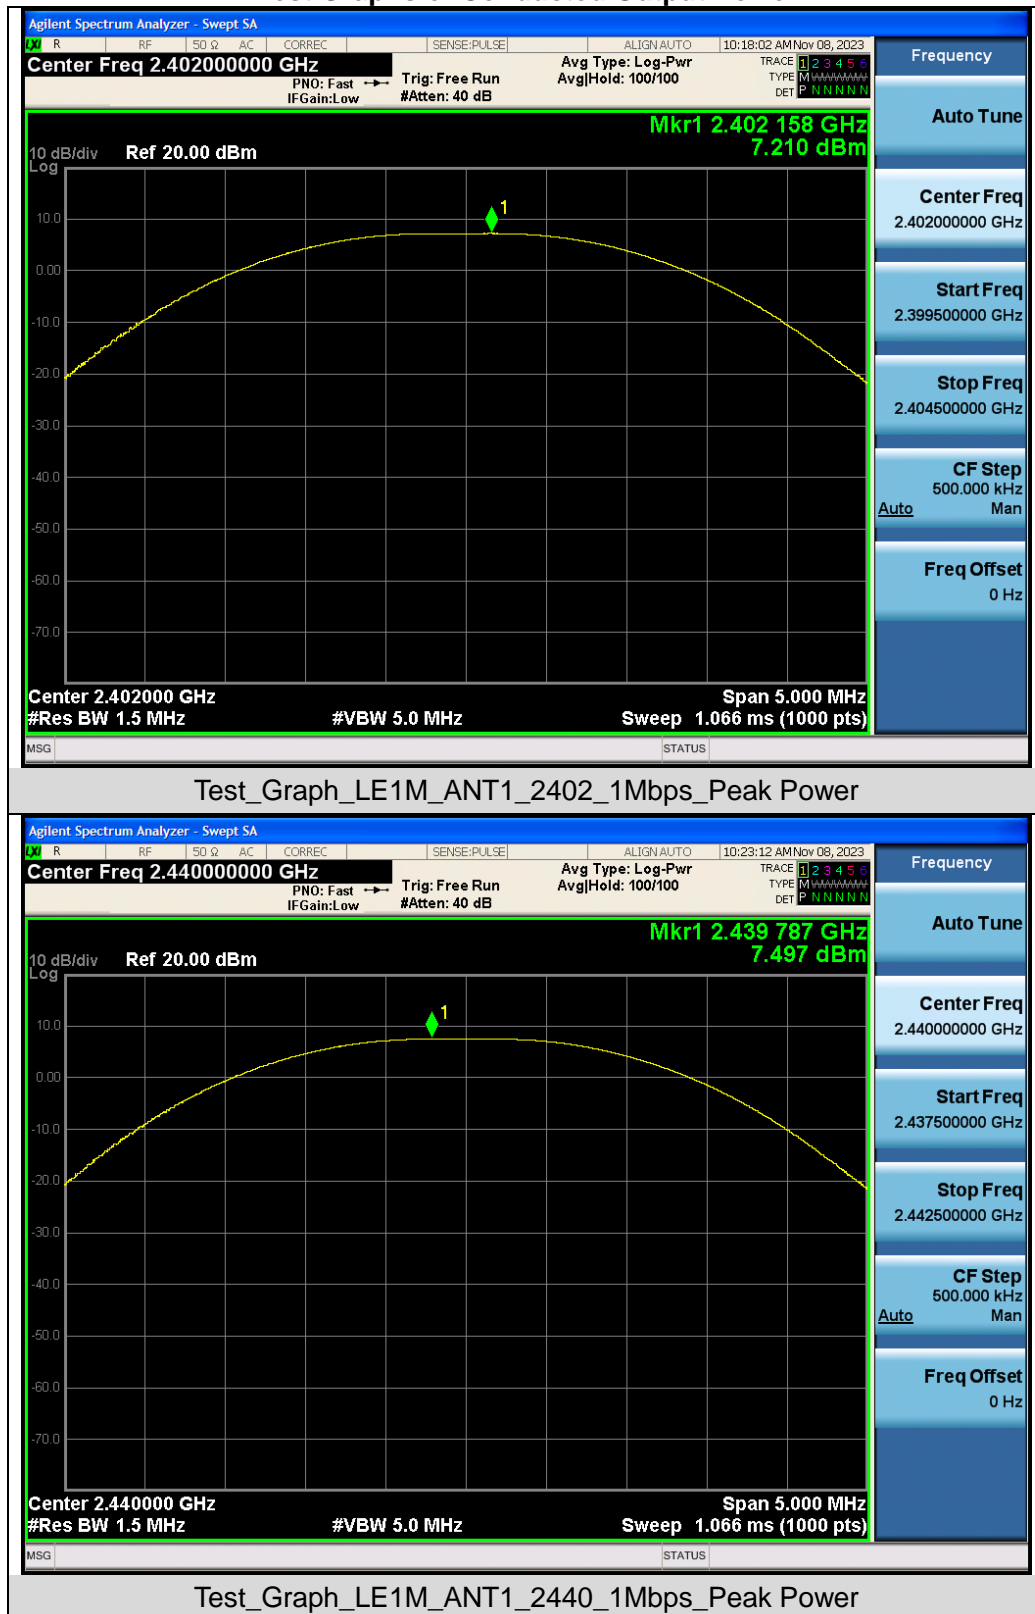 Test Graphs of Conducted Output Power
Agilent Spectrum Analyzer - Swept SA
LXI R RF 50 Ω AC CORREC SENSE:PULSE ALIGN AUTO 10:18:02 AM Nov 08, 2023
Center Freq 2.402000000 GHz
PNO: Fast
IFGain:Low
Trig: Free Run
#Atten: 40 dB
Avg Type: Log-Pwr
Avg|Hold: 100/100
TRACE 1 2 3 4 5 6
TYPE M
DET P N N N N N
Mkr1 2.402 158 GHz
7.210 dBm
10 dB/div Ref 20.00 dBm
Log
10.0
0.00
-10.0
-20.0
-30.0
-40.0
-50.0
-60.0
-70.0
1
Center 2.402000 GHz Span 5.000 MHz
#Res BW 1.5 MHz #VBW 5.0 MHz Sweep 1.066 ms (1000 pts)
MSG STATUS
Frequency
Auto Tune
Center Freq
2.402000000 GHz
Start Freq
2.399500000 GHz
Stop Freq
2.404500000 GHz
CF Step
500.000 kHz
Auto Man
Freq Offset
0 Hz
Test_Graph_LE1M_ANT1_2402_1Mbps_Peak Power
Agilent Spectrum Analyzer - Swept SA
LXI R RF 50 Ω AC CORREC SENSE:PULSE ALIGN AUTO 10:23:12 AM Nov 08, 2023
Center Freq 2.440000000 GHz
PNO: Fast
IFGain:Low
Trig: Free Run
#Atten: 40 dB
Avg Type: Log-Pwr
Avg|Hold: 100/100
TRACE 1 2 3 4 5 6
TYPE M
DET P N N N N N
Mkr1 2.439 787 GHz
7.497 dBm
10 dB/div Ref 20.00 dBm
Log
10.0
0.00
-10.0
-20.0
-30.0
-40.0
-50.0
-60.0
-70.0
1
Center 2.440000 GHz Span 5.000 MHz
#Res BW 1.5 MHz #VBW 5.0 MHz Sweep 1.066 ms (1000 pts)
MSG STATUS
Frequency
Auto Tune
Center Freq
2.440000000 GHz
Start Freq
2.437500000 GHz
Stop Freq
2.442500000 GHz
CF Step
500.000 kHz
Auto Man
Freq Offset
0 Hz
Test_Graph_LE1M_ANT1_2440_1Mbps_Peak Power